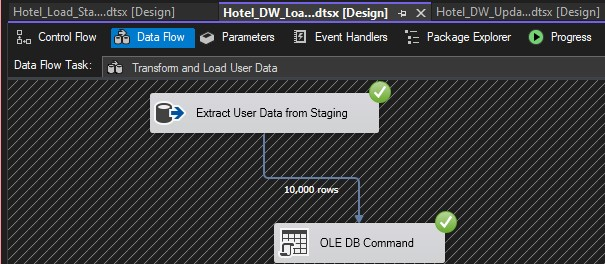 Hotel_Load_Sta....dtsx [Design] Hotel_DW_Loa...dtsx [Design] Hotel_DW_Upda...dtsx [Design]
Control Flow Data Flow Parameters Event Handlers Package Explorer Progress
Data Flow Task: Transform and Load User Data
Extract User Data from Staging
10,000 rows
OLE DB Command